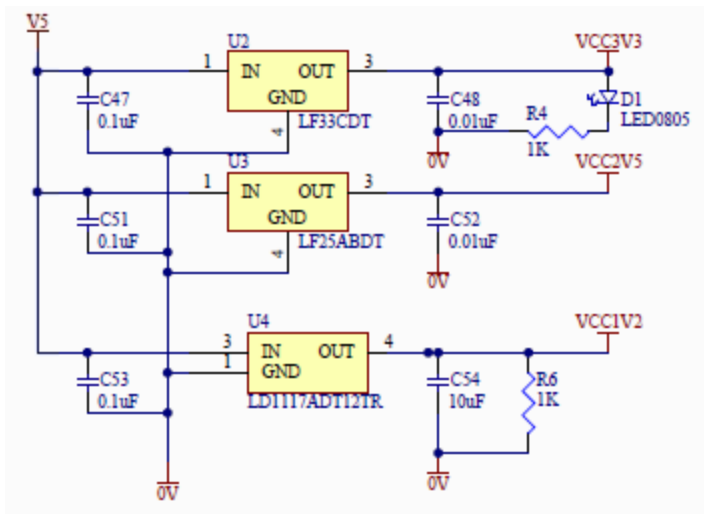 V5
U2
VCC3V3
1
IN
OUT
3
GND
C47
0.1uF
4
LF33CDT
C48
0.01uF
R4
1K
D1
LED0805
0V
U3
VCC2V5
1
IN
OUT
3
GND
C51
0.1uF
4
LF25ABDT
C52
0.01uF
0V
U4
VCC1V2
3
IN
OUT
4
1
GND
C53
0.1uF
LD1117ADT12TR
C54
10uF
R6
1K
0V
0V